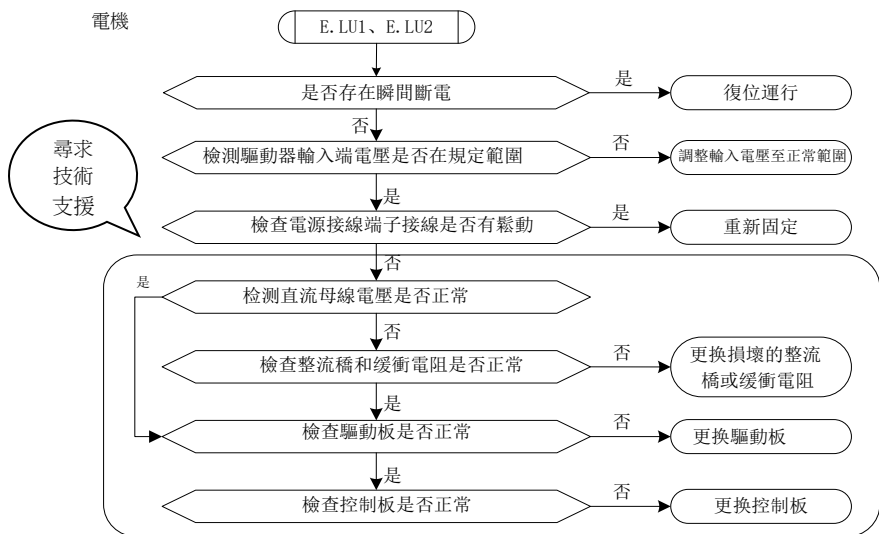 電機
E.LU1、E.LU2
是否存在瞬間斷電
是
復位運行
否
檢測驅動器輸入端電壓是否在規定範圍
否
調整輸入電壓至正常範圍
尋求
技術
支援
是
檢查電源接線端子接線是否有鬆動
是
重新固定
否
是
检测直流母線電壓是否正常
否
檢查整流橋和缓衝電阻是否正常
否
更换損壞的整流
橋或缓衝電阻
是
檢查驅動板是否正常
否
更换驅動板
是
檢查控制板是否正常
否
更换控制板